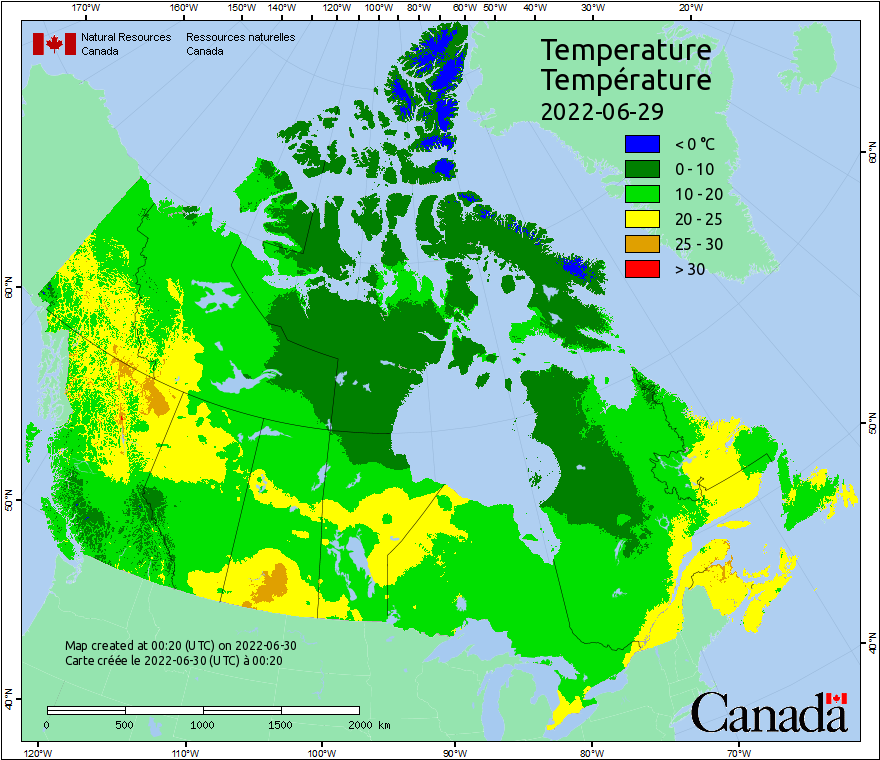 170°W 160°W 150°W 140°W 120°W 110°W 100°W 80°W 60°W 50°W 40°W 30°W 20°W
Natural Resources Canada
Ressources naturelles Canada
Temperature
Température
2022-06-29
< 0 °C
0 - 10
10 - 20
20 - 25
25 - 30
> 30
60°N
50°N
40°N
60°N
50°N
40°N
Map created at 00:20 (UTC) on 2022-06-30
Carte créée le 2022-06-30 (UTC) à 00:20
0 500 1000 1500 2000 km
Canada
120°W 110°W 100°W 90°W 80°W 70°W